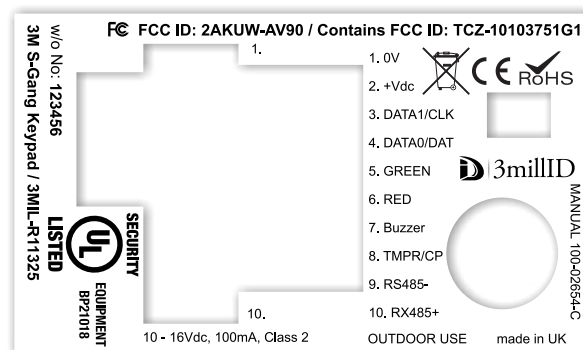 FC FCC ID: 2AKUW-AV90 / Contains FCC ID: TCZ-10103751G1
3M S-Gang Keypad / 3MIL-R11325
w/o No: 123456
LISTED
UL
SECURITY
EQUIPMENT
BP21018
1.
10.
10 - 16Vdc, 100mA, Class 2
1. 0V
2. +Vdc
3. DATA1/CLK
4. DATA0/DAT
5. GREEN
6. RED
7. Buzzer
8. TMPR/CP
9. RS485-
10. RX485+
OUTDOOR USE
CE
RoHS
3millID
MANUAL 100-02654-C
made in UK